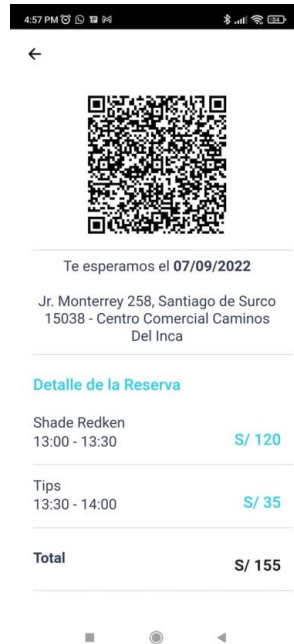 4:57 PM
54
Te esperamos el 07/09/2022
Jr. Monterrey 258, Santiago de Surco
15038 - Centro Comercial Caminos
Del Inca
Detalle de la Reserva
Shade Redken
13:00 - 13:30
S/ 120
Tips
13:30 - 14:00
S/ 35
Total
S/ 155